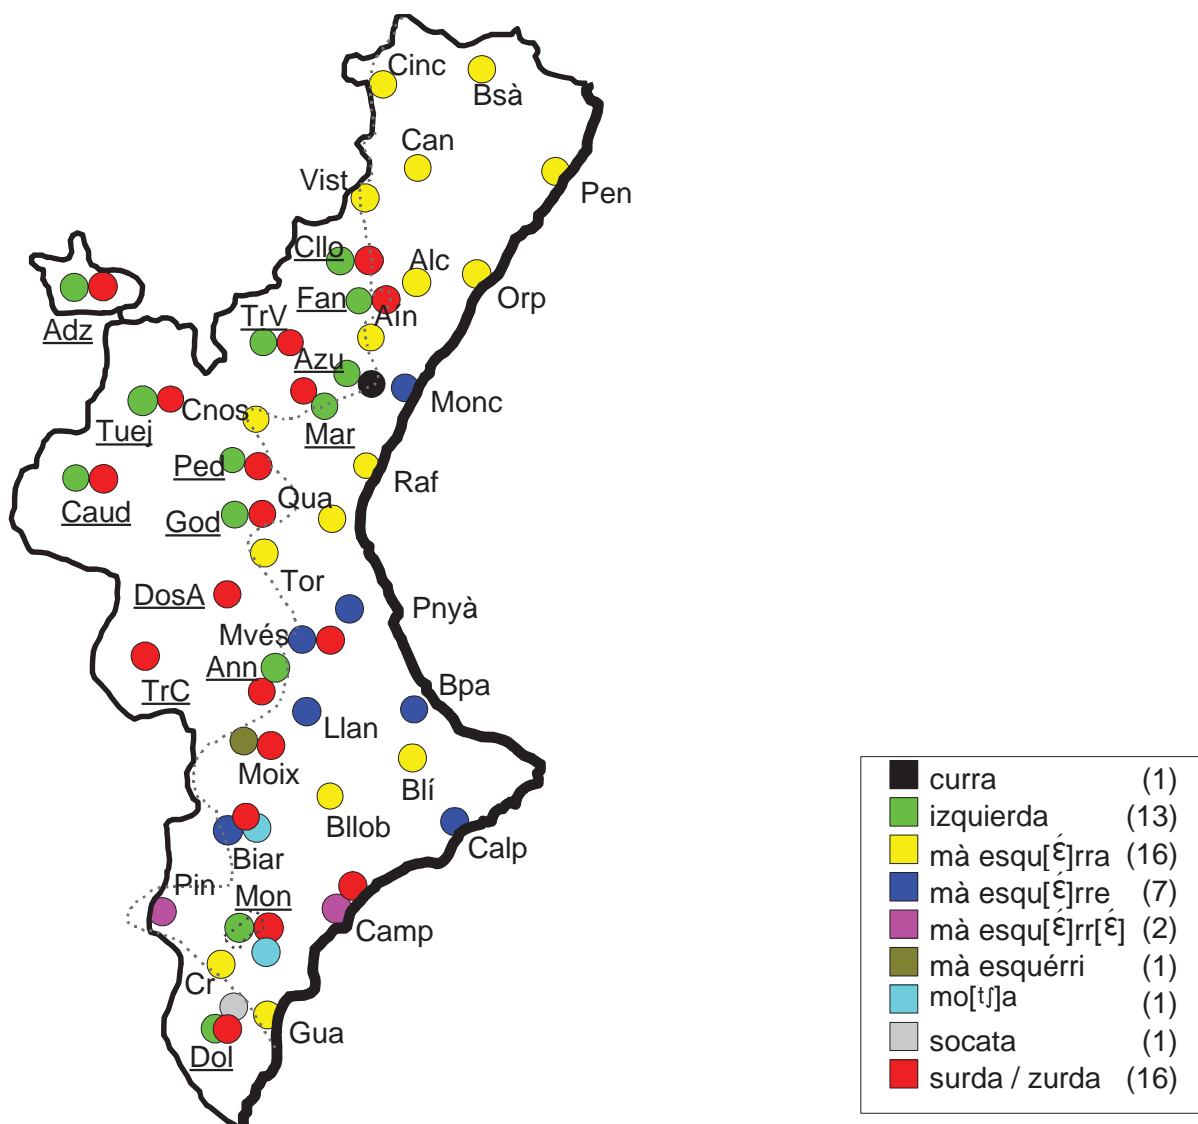 Cinc
Bsà
Can
Vist
Pen
Cllo
Alc
Orp
Fan
Adz
TrV
Aín
Azu
Monc
Cnos
Tuej
Mar
Ped
Raf
Caud
Qua
God
Tor
DosA
Pnyà
Mvés
Ann
TrC
Bpa
Llan
Moix
Blí
Bllob
Calp
Biar
Pin
Mon
Camp
Cr
Gua
Dol
curra (1)
izquierda (13)
mà esqu[ɛ́]rra (16)
mà esqu[ɛ́]rre (7)
mà esqu[ɛ́]rr[ɛ́] (2)
mà esquérri (1)
mo[tʃ]a (1)
socata (1)
surda / zurda (16)